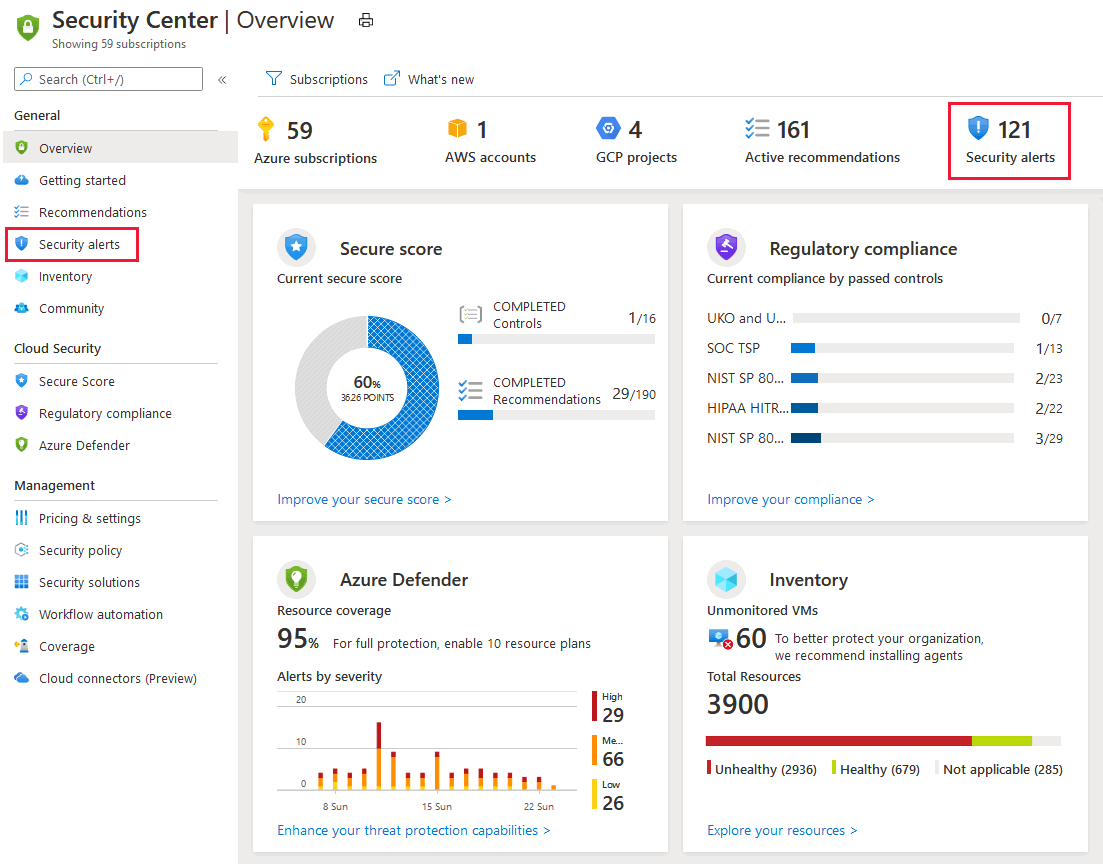 Security Center | Overview
Showing 59 subscriptions
Search (Ctrl+/)
«
Subscriptions
What's new
General
Overview
Getting started
Recommendations
Security alerts
Inventory
Community
Cloud Security
Secure Score
Regulatory compliance
Azure Defender
Management
Pricing & settings
Security policy
Security solutions
Workflow automation
Coverage
Cloud connectors (Preview)
59
Azure subscriptions
1
AWS accounts
4
GCP projects
161
Active recommendations
121
Security alerts
Secure score
Current secure score
60%
3626 POINTS
COMPLETED
Controls
1/16
COMPLETED
Recommendations
29/190
Improve your secure score >
Regulatory compliance
Current compliance by passed controls
UKO and U... 0/7
SOC TSP 1/13
NIST SP 80... 2/23
HIPAA HITR... 2/22
NIST SP 80... 3/29
Improve your compliance >
Azure Defender
Resource coverage
95% For full protection, enable 10 resource plans
Alerts by severity
20
10
0
8 Sun 15 Sun 22 Sun
High
29
Me...
66
Low
26
Enhance your threat protection capabilities >
Inventory
Unmonitored VMs
60 To better protect your organization,
we recommend installing agents
Total Resources
3900
Unhealthy (2936) Healthy (679) Not applicable (285)
Explore your resources >